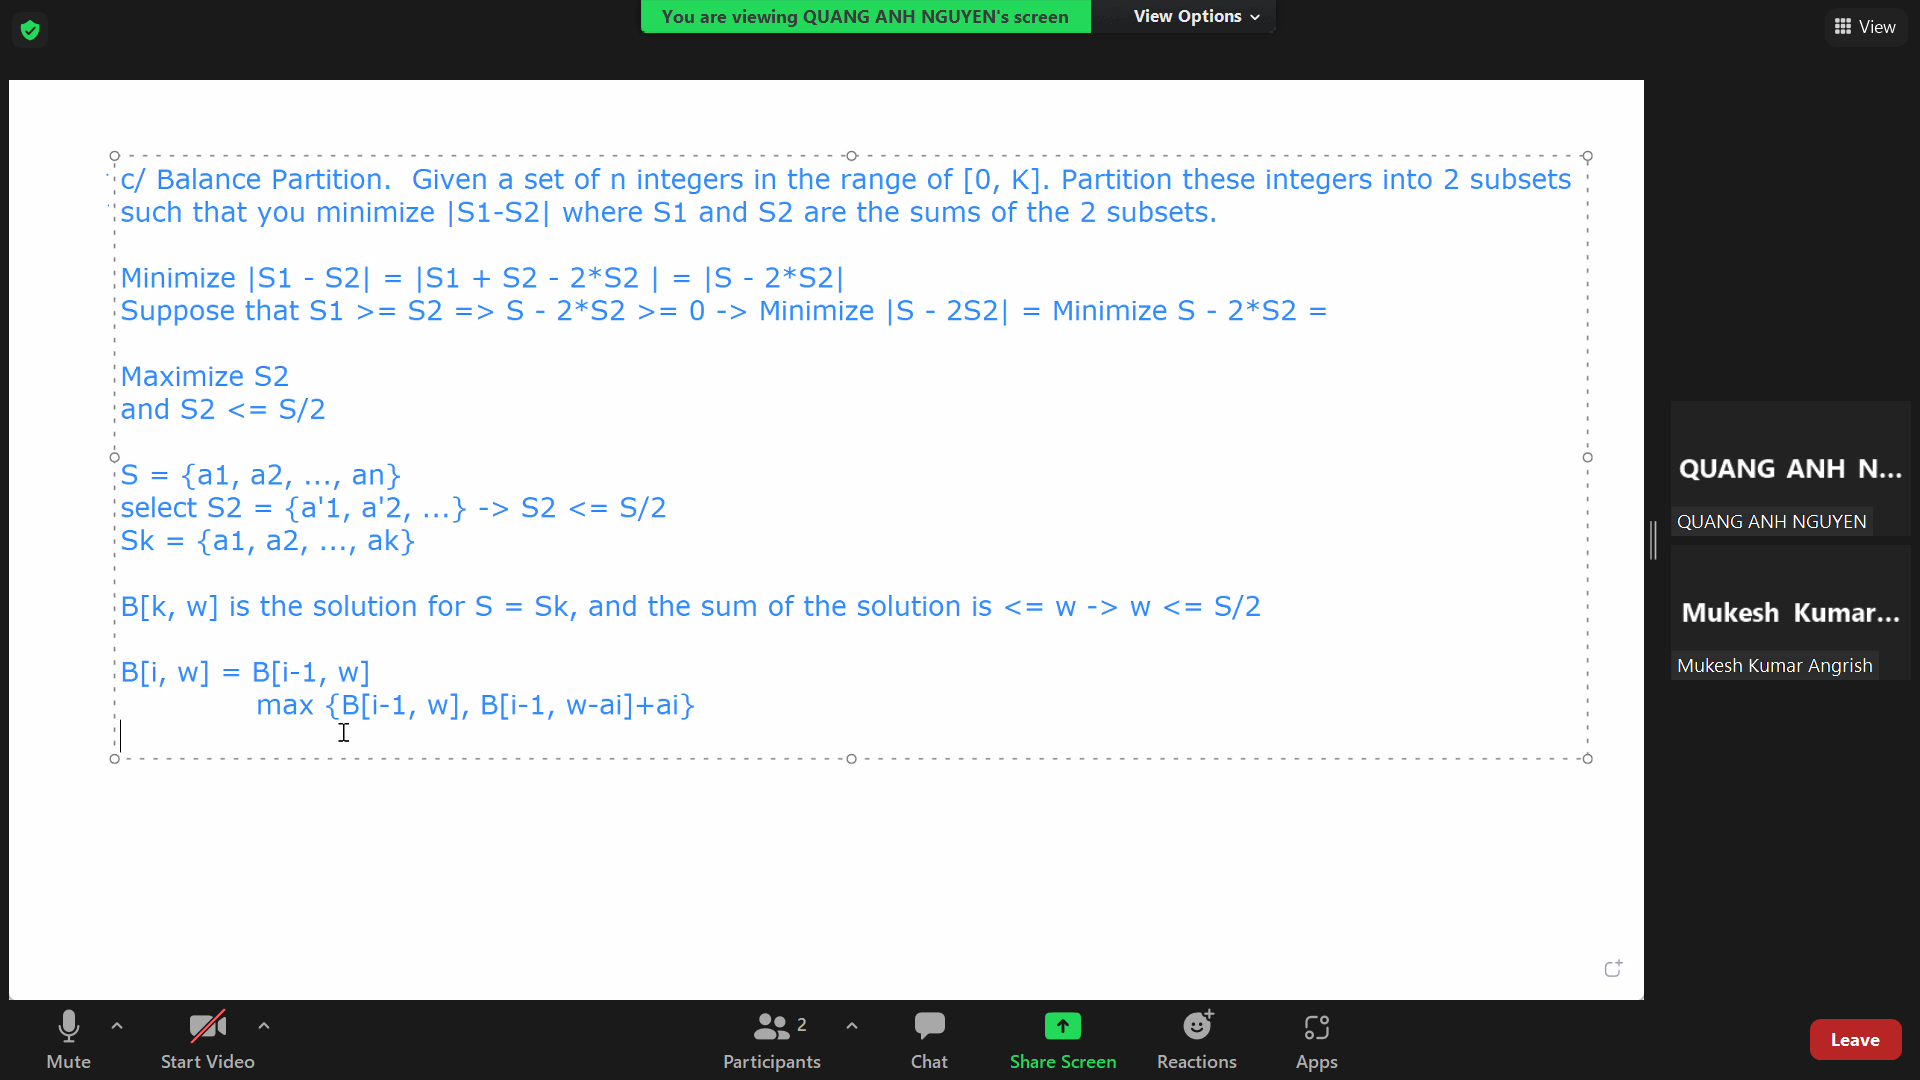 You are viewing QUANG ANH NGUYEN's screen
View Options
View
c/ Balance Partition.  Given a set of n integers in the range of [0, K]. Partition these integers into 2 subsets
such that you minimize |S1-S2| where S1 and S2 are the sums of the 2 subsets.
Minimize |S1 - S2| = |S1 + S2 - 2*S2 | = |S - 2*S2|
Suppose that S1 >= S2 => S - 2*S2 >= 0 -> Minimize |S - 2S2| = Minimize S - 2*S2 =
Maximize S2
and S2 <= S/2
S = {a1, a2, ..., an}
select S2 = {a'1, a'2, ...} -> S2 <= S/2
Sk = {a1, a2, ..., ak}
B[k, w] is the solution for S = Sk, and the sum of the solution is <= w -> w <= S/2
B[i, w] = B[i-1, w]
max {B[i-1, w], B[i-1, w-ai]+ai}
QUANG ANH N...
QUANG ANH NGUYEN
Mukesh Kumar...
Mukesh Kumar Angrish
Mute
Start Video
2
Participants
Chat
Share Screen
Reactions
Apps
Leave